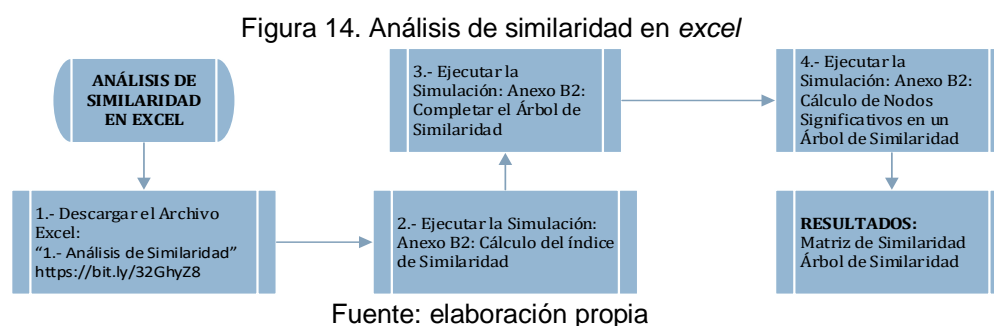 Figura 14. Análisis de similaridad en excel
ANÁLISIS DE
SIMILARIDAD
EN EXCEL
1.- Descargar el Archivo
Excel:
“1.- Análisis de Similaridad”
https://bit.ly/32GhyZ8
2.- Ejecutar la Simulación:
Anexo B2: Cálculo del índice
de Similaridad
3.- Ejecutar la
Simulación: Anexo B2:
Completar el Árbol de
Similaridad
4.- Ejecutar la
Simulación: Anexo B2:
Cálculo de Nodos
Significativos en un
Árbol de Similaridad
RESULTADOS:
Matriz de Similaridad
Árbol de Similaridad
Fuente: elaboración propia